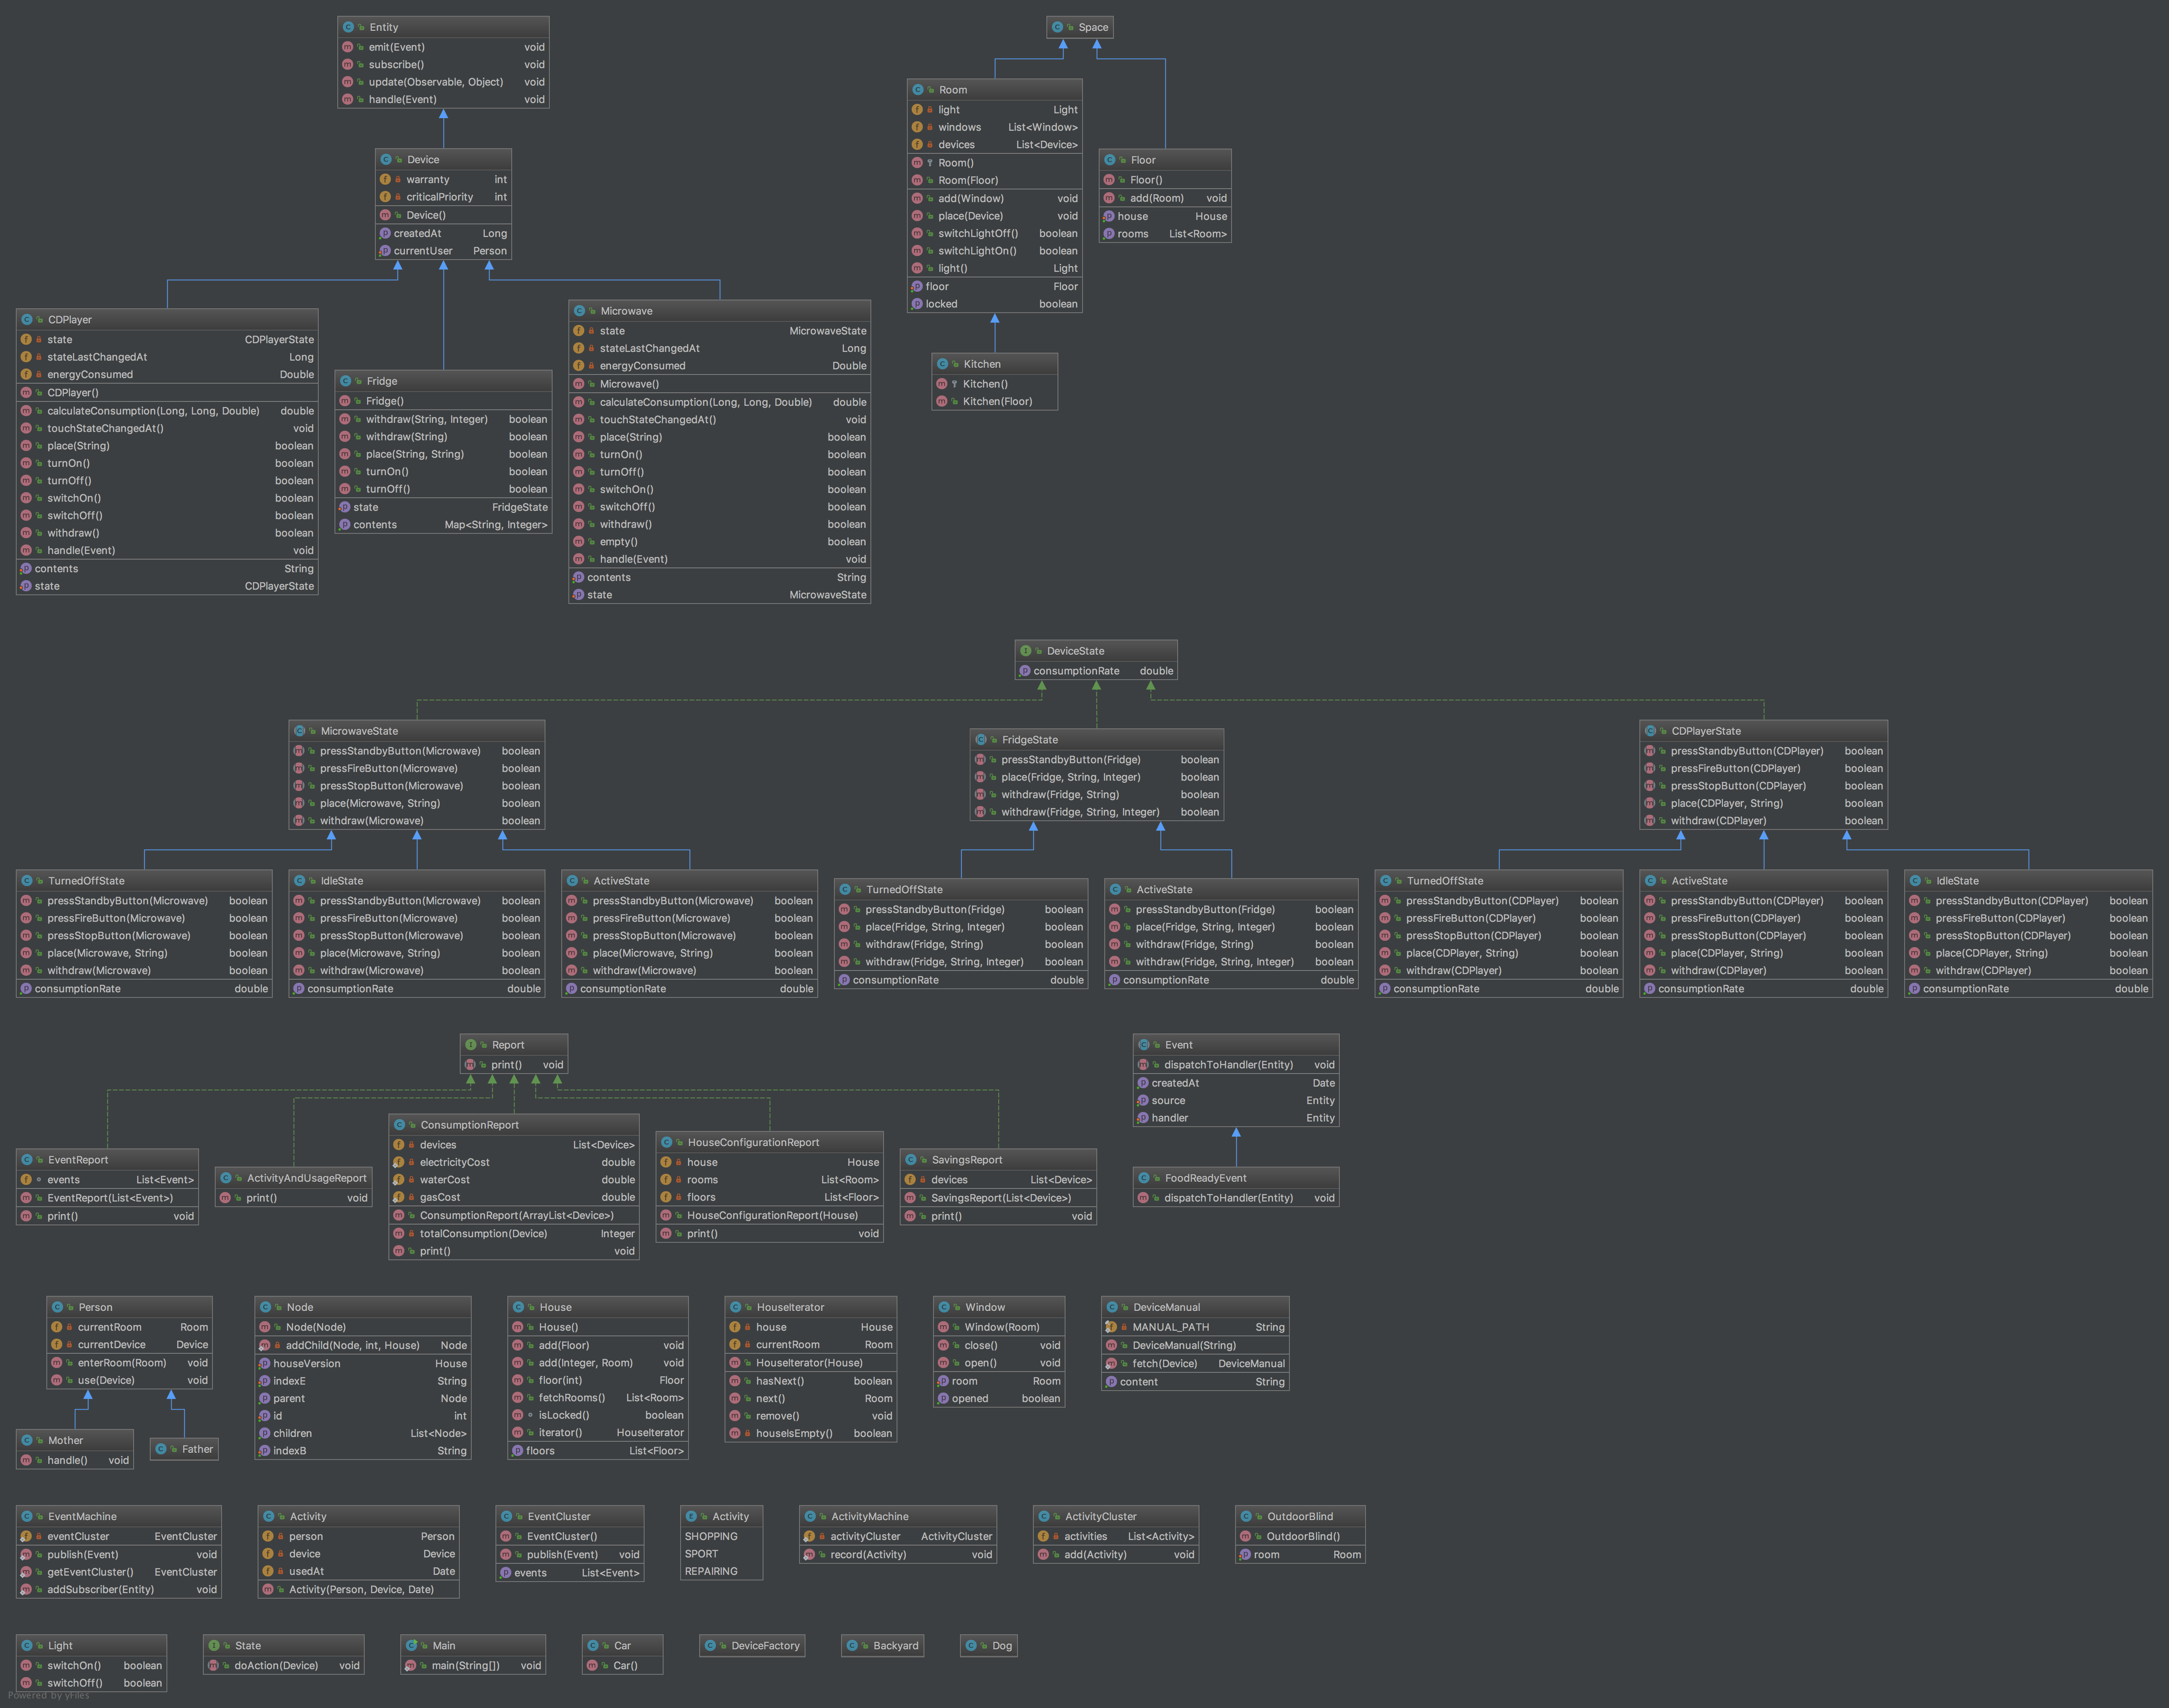 Entity
emit(Event) void
subscribe() void
update(Observable, Object) void
handle(Event) void
Device
warranty int
criticalPriority int
Device()
createdAt Long
currentUser Person
CDPlayer
state CDPlayerState
stateLastChangedAt Long
energyConsumed Double
CDPlayer()
calculateConsumption(Long, Long, Double) double
touchStateChangedAt() void
place(String) boolean
turnOn() boolean
turnOff() boolean
switchOn() boolean
switchOff() boolean
withdraw() boolean
handle(Event) void
contents String
state CDPlayerState
Fridge
Fridge()
withdraw(String, Integer) boolean
withdraw(String) boolean
place(String, String) boolean
turnOn() boolean
turnOff() boolean
state FridgeState
contents Map<String, Integer>
Microwave
state MicrowaveState
stateLastChangedAt Long
energyConsumed Double
Microwave()
calculateConsumption(Long, Long, Double) double
touchStateChangedAt() void
place(String) boolean
turnOn() boolean
turnOff() boolean
switchOn() boolean
switchOff() boolean
withdraw() boolean
empty() boolean
handle(Event) void
contents String
state MicrowaveState
Space
Room
light Light
windows List<Window>
devices List<Device>
Room()
Room(Floor)
add(Window) void
place(Device) void
switchLightOff() boolean
switchLightOn() boolean
light() Light
floor Floor
locked boolean
Floor
Floor()
add(Room) void
house House
rooms List<Room>
Kitchen
Kitchen()
Kitchen(Floor)
DeviceState
consumptionRate double
MicrowaveState
pressStandbyButton(Microwave) boolean
pressFireButton(Microwave) boolean
pressStopButton(Microwave) boolean
place(Microwave, String) boolean
withdraw(Microwave) boolean
FridgeState
pressStandbyButton(Fridge) boolean
place(Fridge, String, Integer) boolean
withdraw(Fridge, String) boolean
withdraw(Fridge, String, Integer) boolean
CDPlayerState
pressStandbyButton(CDPlayer) boolean
pressFireButton(CDPlayer) boolean
pressStopButton(CDPlayer) boolean
place(CDPlayer, String) boolean
withdraw(CDPlayer) boolean
TurnedOffState
pressStandbyButton(Microwave) boolean
pressFireButton(Microwave) boolean
pressStopButton(Microwave) boolean
place(Microwave, String) boolean
withdraw(Microwave) boolean
consumptionRate double
IdleState
pressStandbyButton(Microwave) boolean
pressFireButton(Microwave) boolean
pressStopButton(Microwave) boolean
place(Microwave, String) boolean
withdraw(Microwave) boolean
consumptionRate double
ActiveState
pressStandbyButton(Microwave) boolean
pressFireButton(Microwave) boolean
pressStopButton(Microwave) boolean
place(Microwave, String) boolean
withdraw(Microwave) boolean
consumptionRate double
TurnedOffState
pressStandbyButton(Fridge) boolean
place(Fridge, String, Integer) boolean
withdraw(Fridge, String) boolean
withdraw(Fridge, String, Integer) boolean
consumptionRate double
ActiveState
pressStandbyButton(Fridge) boolean
place(Fridge, String, Integer) boolean
withdraw(Fridge, String) boolean
withdraw(Fridge, String, Integer) boolean
consumptionRate double
TurnedOffState
pressStandbyButton(CDPlayer) boolean
pressFireButton(CDPlayer) boolean
pressStopButton(CDPlayer) boolean
place(CDPlayer, String) boolean
withdraw(CDPlayer) boolean
consumptionRate double
ActiveState
pressStandbyButton(CDPlayer) boolean
pressFireButton(CDPlayer) boolean
pressStopButton(CDPlayer) boolean
place(CDPlayer, String) boolean
withdraw(CDPlayer) boolean
consumptionRate double
IdleState
pressStandbyButton(CDPlayer) boolean
pressFireButton(CDPlayer) boolean
pressStopButton(CDPlayer) boolean
place(CDPlayer, String) boolean
withdraw(CDPlayer) boolean
consumptionRate double
Report
print() void
EventReport
events List<Event>
EventReport(List<Event>)
print() void
ActivityAndUsageReport
print() void
ConsumptionReport
devices List<Device>
electricityCost double
waterCost double
gasCost double
ConsumptionReport(ArrayList<Device>)
totalConsumption(Device) Integer
print() void
HouseConfigurationReport
house House
rooms List<Room>
floors List<Floor>
HouseConfigurationReport(House)
print() void
SavingsReport
devices List<Device>
SavingsReport(List<Device>)
print() void
Event
dispatchToHandler(Entity) void
createdAt Date
source Entity
handler Entity
FoodReadyEvent
dispatchToHandler(Entity) void
Person
currentRoom Room
currentDevice Device
enterRoom(Room) void
use(Device) void
Mother
handle() void
Father
Node
Node(Node)
addChild(Node, int, House) Node
houseVersion House
indexE String
parent Node
id int
children List<Node>
indexB String
House
House()
add(Floor) void
add(Integer, Room) void
floor(int) Floor
fetchRooms() List<Room>
isLocked() boolean
iterator() HouseIterator
floors List<Floor>
HouseIterator
house House
currentRoom Room
HouseIterator(House)
hasNext() boolean
next() Room
remove() void
houseIsEmpty() boolean
Window
Window(Room)
close() void
open() void
room Room
opened boolean
DeviceManual
MANUAL_PATH String
DeviceManual(String)
fetch(Device) DeviceManual
content String
EventMachine
eventCluster EventCluster
publish(Event) void
getEventCluster() EventCluster
addSubscriber(Entity) void
Activity
person Person
device Device
usedAt Date
Activity(Person, Device, Date)
EventCluster
EventCluster()
publish(Event) void
events List<Event>
Activity
SHOPPING
SPORT
REPAIRING
ActivityMachine
activityCluster ActivityCluster
record(Activity) void
ActivityCluster
activities List<Activity>
add(Activity) void
OutdoorBlind
OutdoorBlind()
room Room
Light
switchOn() boolean
switchOff() boolean
State
doAction(Device) void
Main
main(String[]) void
Car
Car()
DeviceFactory
Backyard
Dog
Powered by yFiles